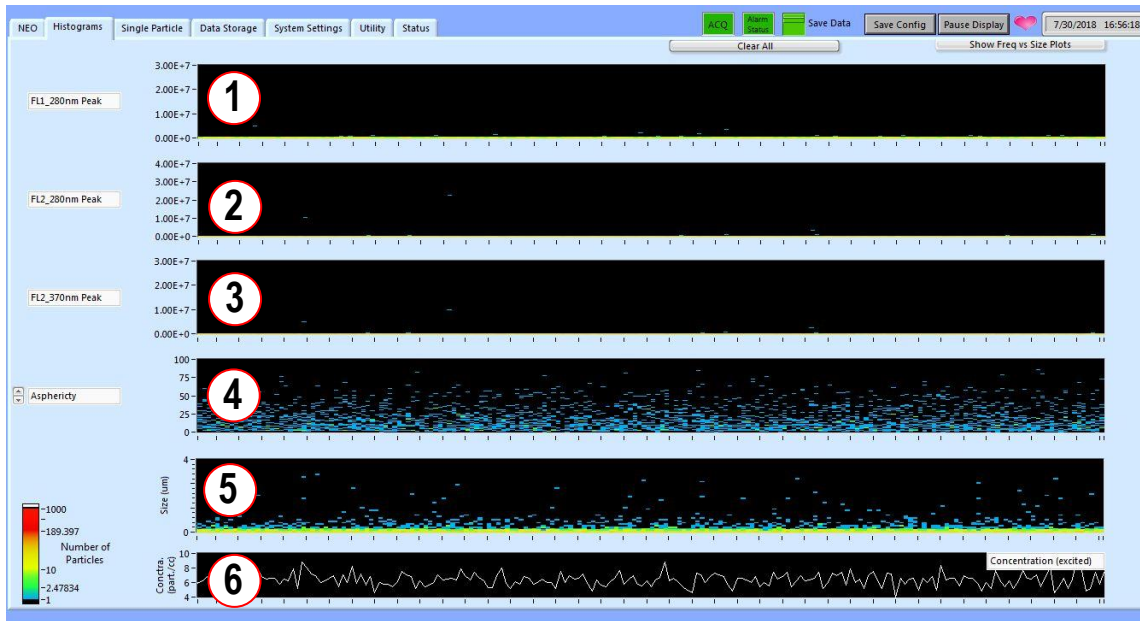 NEO Histograms Single Particle Data Storage System Settings Utility Status
ACQ Alarm Status Save Data Save Config Pause Display 7/30/2018 16:56:18
Clear All Show Freq vs Size Plots
FL1_280nm Peak
3.00E+7
2.00E+7
1.00E+7
0.00E+0
1
FL2_280nm Peak
4.00E+7
3.00E+7
2.00E+7
1.00E+7
0.00E+0
2
FL2_370nm Peak
3.00E+7
2.00E+7
1.00E+7
0.00E+0
3
Asphericty
100
75
50
25
0
4
Size (um)
4
0
5
1000
189.397
Number of
Particles
10
2.47834
1
Conctra.
(part./cc)
10
8
6
4
6
Concentration (excited)